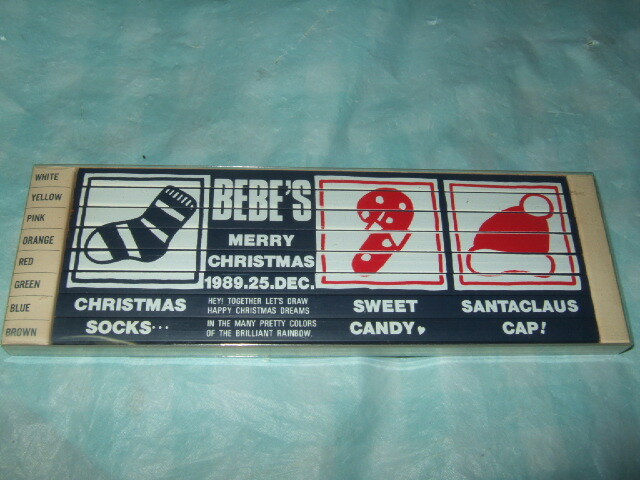 WHITE
YELLOW
PINK
ORANGE
RED
GREEN
BLUE
BROWN
BEBE'S
MERRY
CHRISTMAS
1989.25.DEC.
HEY! TOGETHER LET'S DRAW
HAPPY CHRISTMAS DREAMS
IN THE MANY PRETTY COLORS
OF THE BRILLIANT RAINBOW.
CHRISTMAS
SOCKS···
SWEET
CANDY♥
SANTACLAUS
CAP!